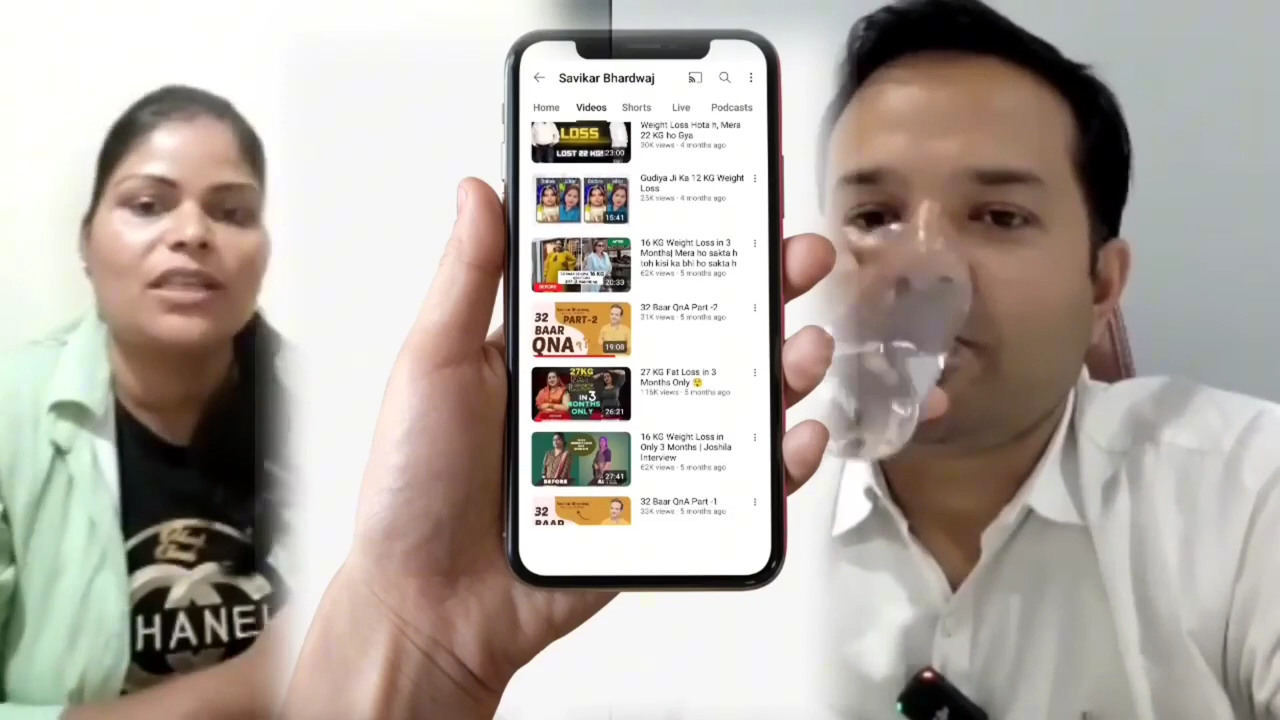 Savikar Bhardwaj
Home Videos Shorts Live Podcasts
LOSS
LOST 22 KG!
23:00
Weight Loss Hota h, Mera
22 KG ho Gya
30K views · 4 months ago
15:41
Gudiya Ji Ka 12 KG Weight
Loss
25K views · 4 months ago
BEFORE
20:33
16 KG Weight Loss in 3
Months| Mera ho sakta h
toh kisi ka bhi ho sakta h
62K views · 5 months ago
32
BAAR
QNA
PART-2
19:08
32 Baar QnA Part -2
31K views · 5 months ago
27KG
IN 3
MONTHS
ONLY
26:21
27 KG Fat Loss in 3
Months Only 😲
116K views · 5 months ago
BEFORE
27:41
16 KG Weight Loss in
Only 3 Months | Joshila
Interview
62K views · 5 months ago
32
BAAR
32 Baar QnA Part -1
33K views · 5 months ago
HANEL